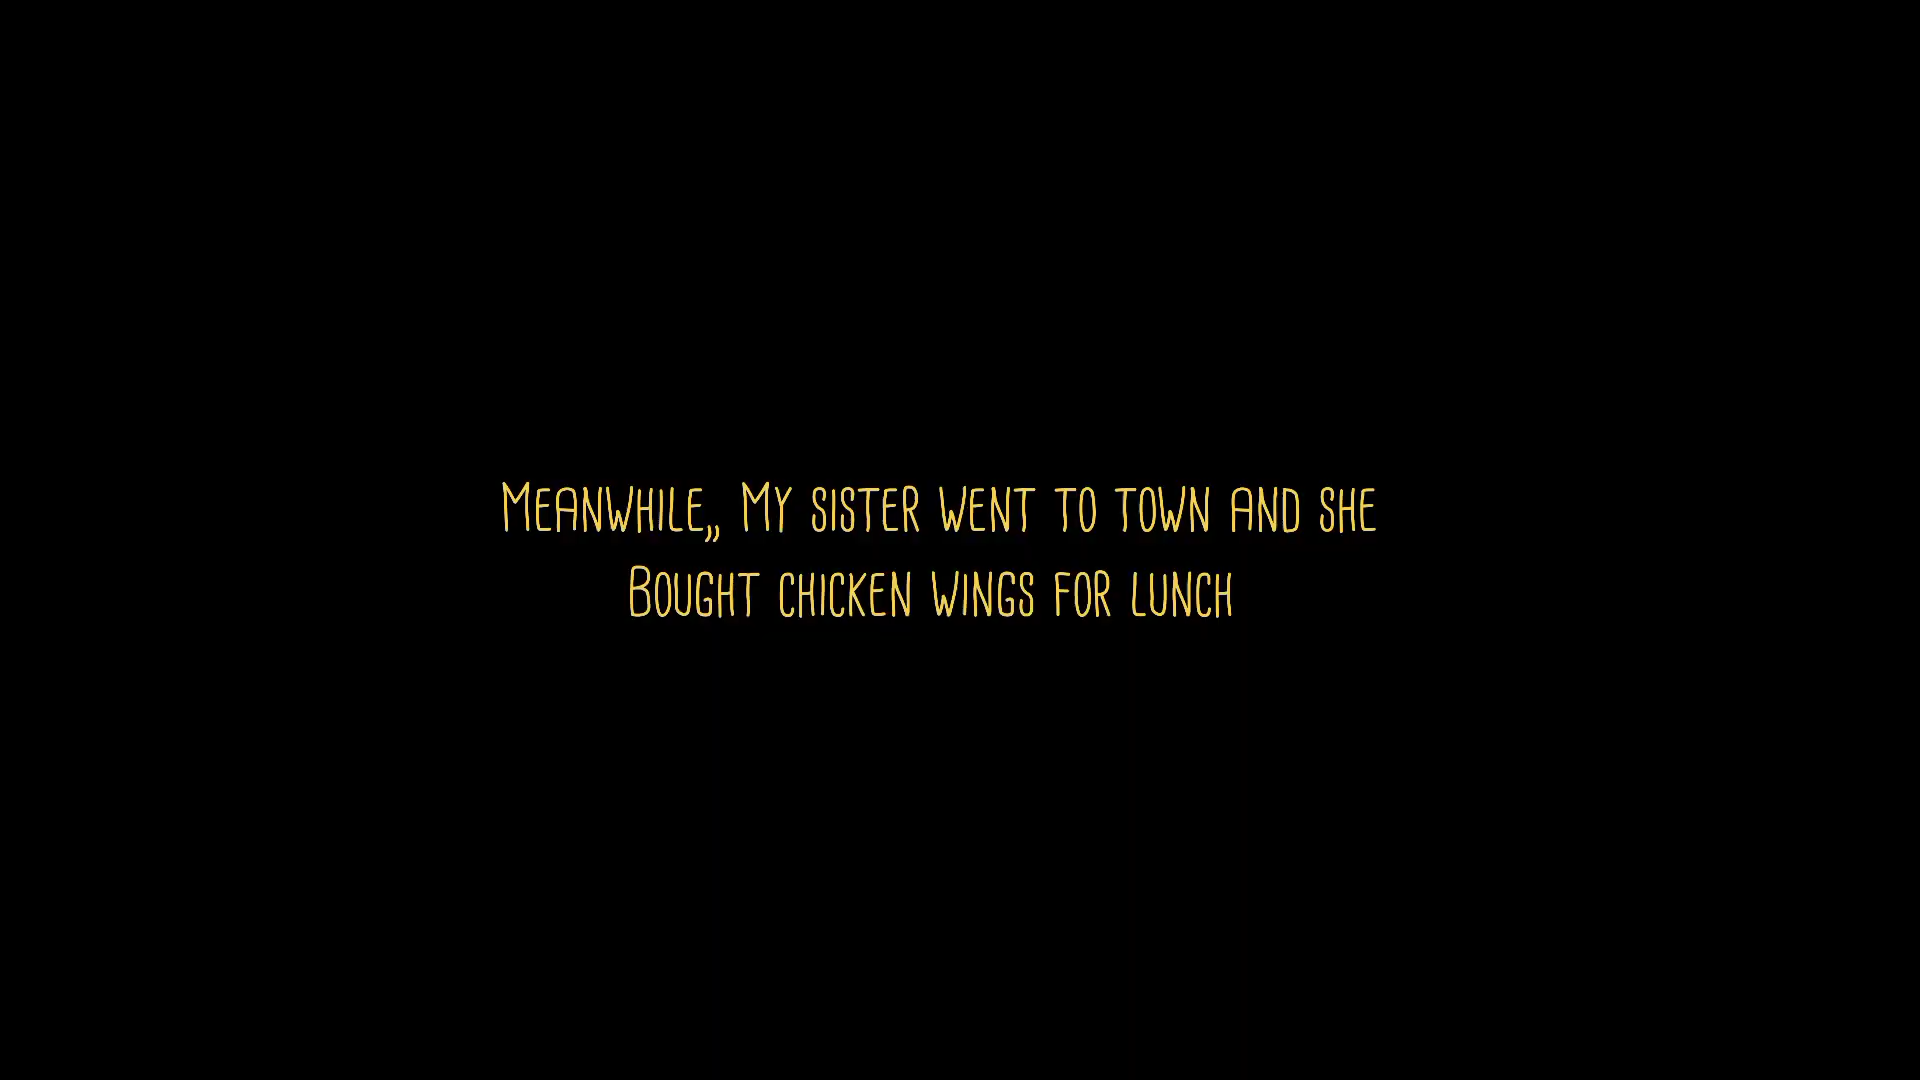 Meanwhile,, My sister went to town and she
Bought chicken wings for lunch